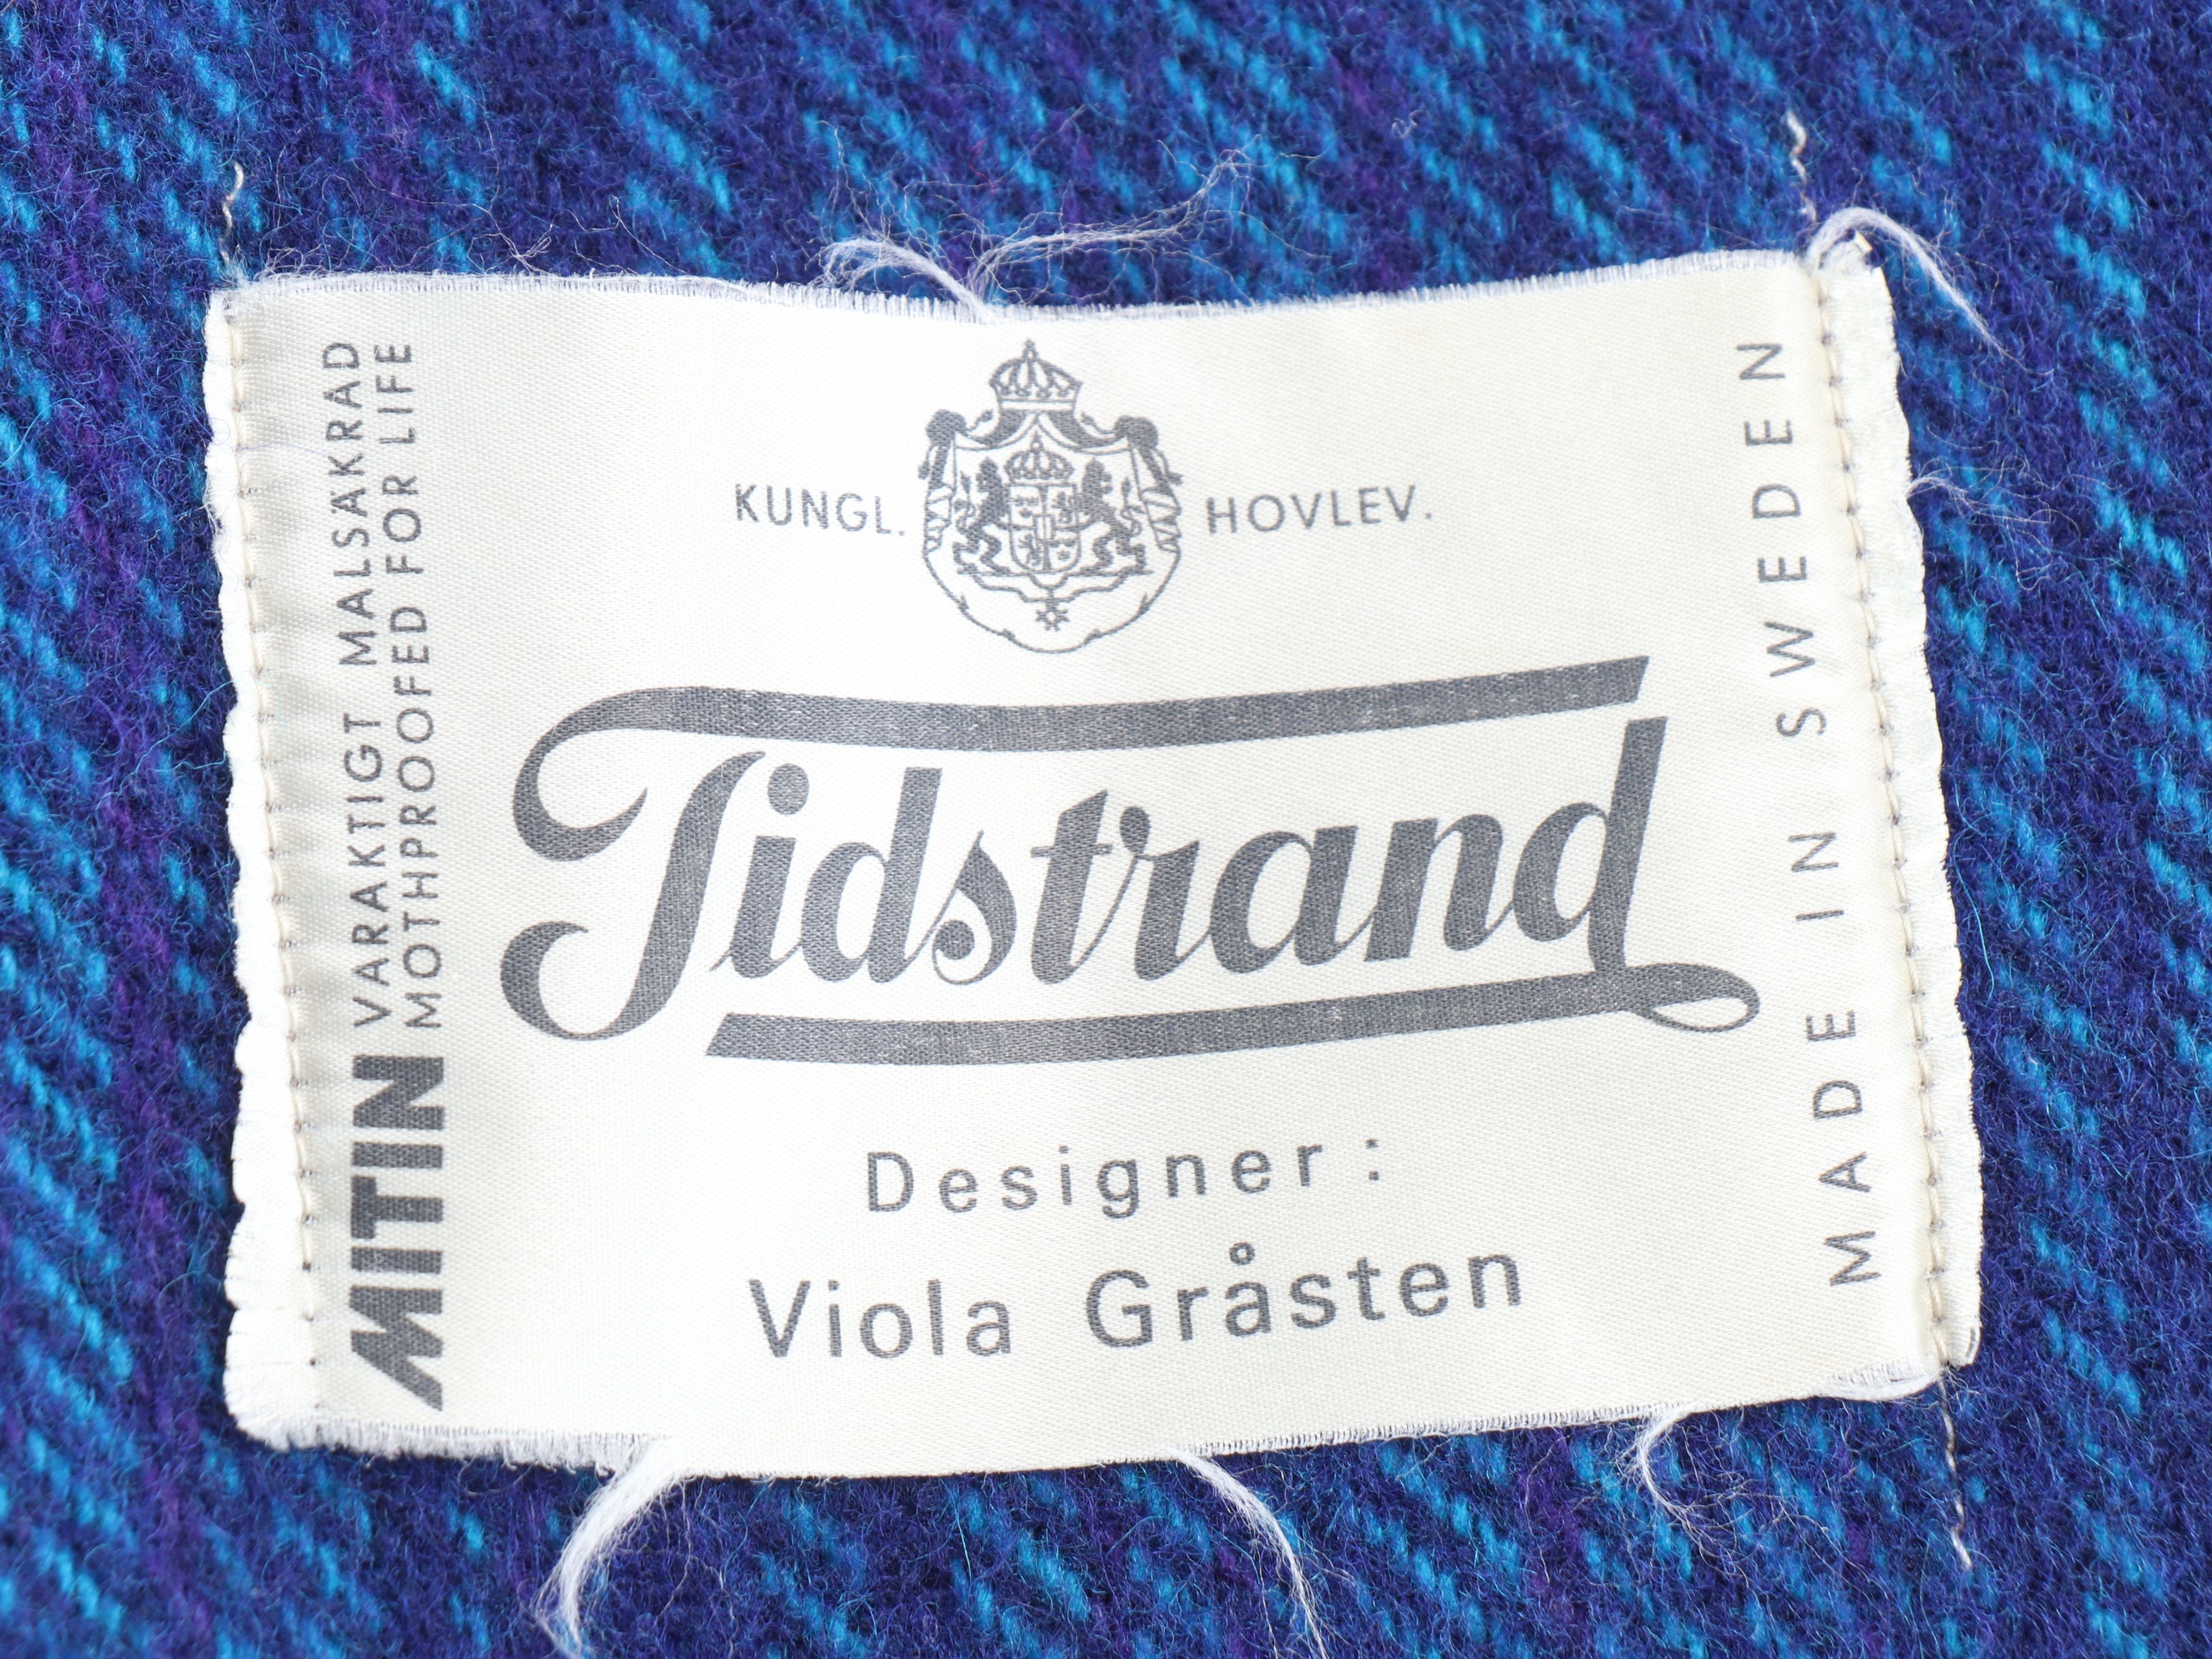 KUNGL. HOVLEV.
Tidstrand
Designer:
Viola Gråsten
MITIN VARAKTIGT MALSÄKRAD
MOTHPROOFED FOR LIFE
MADE IN SWEDEN